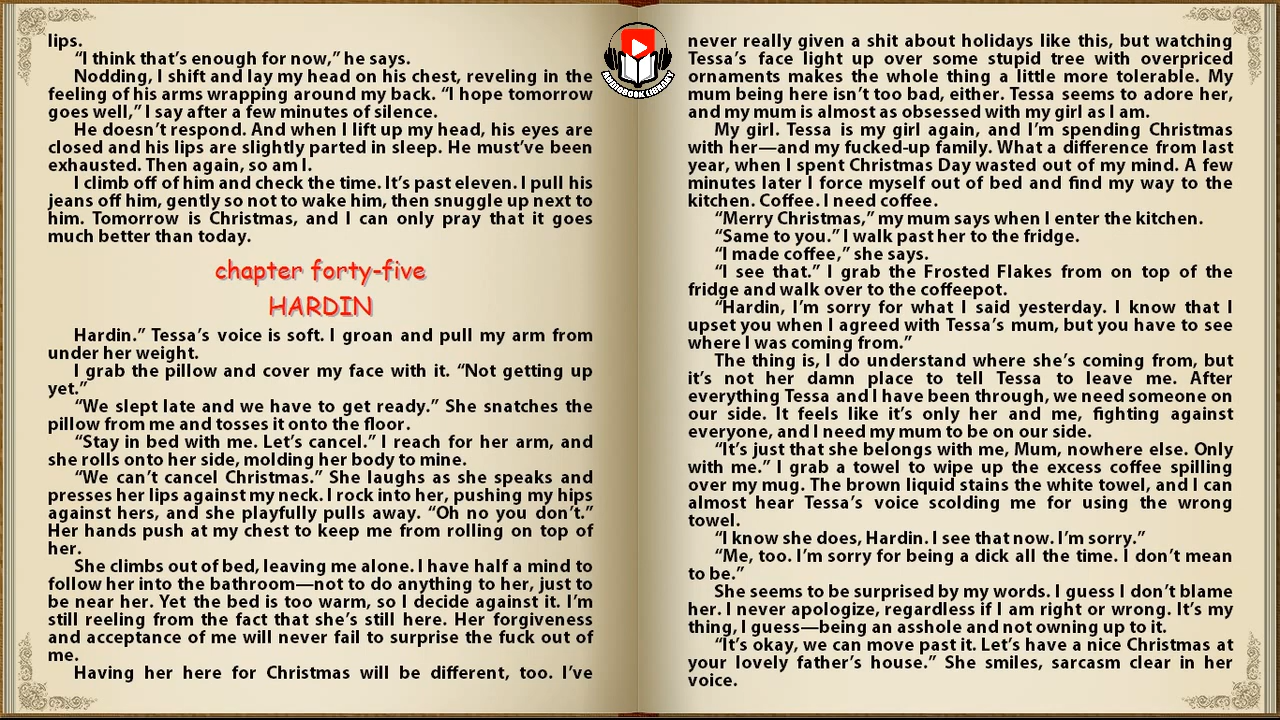 lips.
“I think that’s enough for now,” he says.
Nodding, I shift and lay my head on his chest, reveling in the
feeling of his arms wrapping around my back. “I hope tomorrow
goes well,” I say after a few minutes of silence.
He doesn’t respond. And when I lift up my head, his eyes are
closed and his lips are slightly parted in sleep. He must’ve been
exhausted. Then again, so am I.
I climb off of him and check the time. It’s past eleven. I pull his
jeans off him, gently so not to wake him, then snuggle up next to
him. Tomorrow is Christmas, and I can only pray that it goes
much better than today.
chapter forty-five
HARDIN
Hardin.” Tessa’s voice is soft. I groan and pull my arm from
under her weight.
I grab the pillow and cover my face with it. “Not getting up
yet.”
“We slept late and we have to get ready.” She snatches the
pillow from me and tosses it onto the floor.
“Stay in bed with me. Let’s cancel.” I reach for her arm, and
she rolls onto her side, molding her body to mine.
“We can’t cancel Christmas.” She laughs as she speaks and
presses her lips against my neck. I rock into her, pushing my hips
against hers, and she playfully pulls away. “Oh no you don’t.”
Her hands push at my chest to keep me from rolling on top of
her.
She climbs out of bed, leaving me alone. I have half a mind to
follow her into the bathroom—not to do anything to her, just to
be near her. Yet the bed is too warm, so I decide against it. I’m
still reeling from the fact that she’s still here. Her forgiveness
and acceptance of me will never fail to surprise the fuck out of
me.
Having her here for Christmas will be different, too. I’ve
AUDIOBOOK LIBRARY
never really given a shit about holidays like this, but watching
Tessa’s face light up over some stupid tree with overpriced
ornaments makes the whole thing a little more tolerable. My
mum being here isn’t too bad, either. Tessa seems to adore her,
and my mum is almost as obsessed with my girl as I am.
My girl. Tessa is my girl again, and I’m spending Christmas
with her—and my fucked-up family. What a difference from last
year, when I spent Christmas Day wasted out of my mind. A few
minutes later I force myself out of bed and find my way to the
kitchen. Coffee. I need coffee.
“Merry Christmas,” my mum says when I enter the kitchen.
“Same to you.” I walk past her to the fridge.
“I made coffee,” she says.
“I see that.” I grab the Frosted Flakes from on top of the
fridge and walk over to the coffeepot.
“Hardin, I’m sorry for what I said yesterday. I know that I
upset you when I agreed with Tessa’s mum, but you have to see
where I was coming from.”
The thing is, I do understand where she’s coming from, but
it’s not her damn place to tell Tessa to leave me. After
everything Tessa and I have been through, we need someone on
our side. It feels like it’s only her and me, fighting against
everyone, and I need my mum to be on our side.
“It’s just that she belongs with me, Mum, nowhere else. Only
with me.” I grab a towel to wipe up the excess coffee spilling
over my mug. The brown liquid stains the white towel, and I can
almost hear Tessa’s voice scolding me for using the wrong
towel.
“I know she does, Hardin. I see that now. I’m sorry.”
“Me, too. I’m sorry for being a dick all the time. I don’t mean
to be.”
She seems to be surprised by my words. I guess I don’t blame
her. I never apologize, regardless if I am right or wrong. It’s my
thing, I guess—being an asshole and not owning up to it.
“It’s okay, we can move past it. Let’s have a nice Christmas at
your lovely father’s house.” She smiles, sarcasm clear in her
voice.